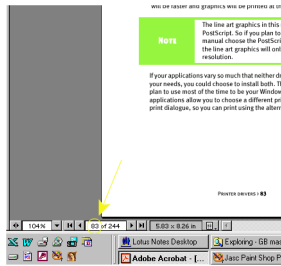 will be faster and graphics will be printed at th
The line art graphics in this
NOTE
PostScript. So if you plan to
manual choose the PostScri
the line art graphics will onl
resolution.
If your applications vary so much that neither d
your needs, you could choose to install both. T
plan to use most of the time to be your Window
applications allow you to choose a different pri
print dialogue, so you can print using the altern
PRINTER DRIVERS › 83
104% 83 of 244 5.83 x 8.26 in
Lotus Notes Desktop Exploring - GB mas
Adobe Acrobat - [... Jasc Paint Shop P